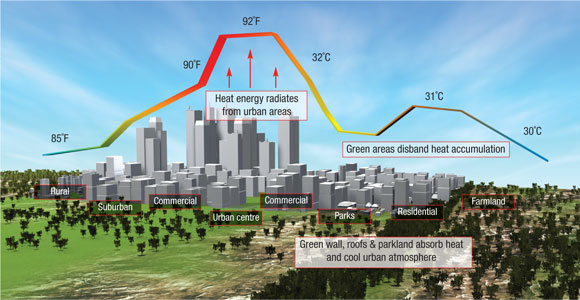 92°F
90°F
32°C
Heat energy radiates
from urban areas
31°C
85°F
30°C
Green areas disband heat accumulation
Rural
Suburban
Commercial
Urban centre
Commercial
Parks
Residential
Farmland
Green wall, roofs & parkland absorb heat
and cool urban atmosphere